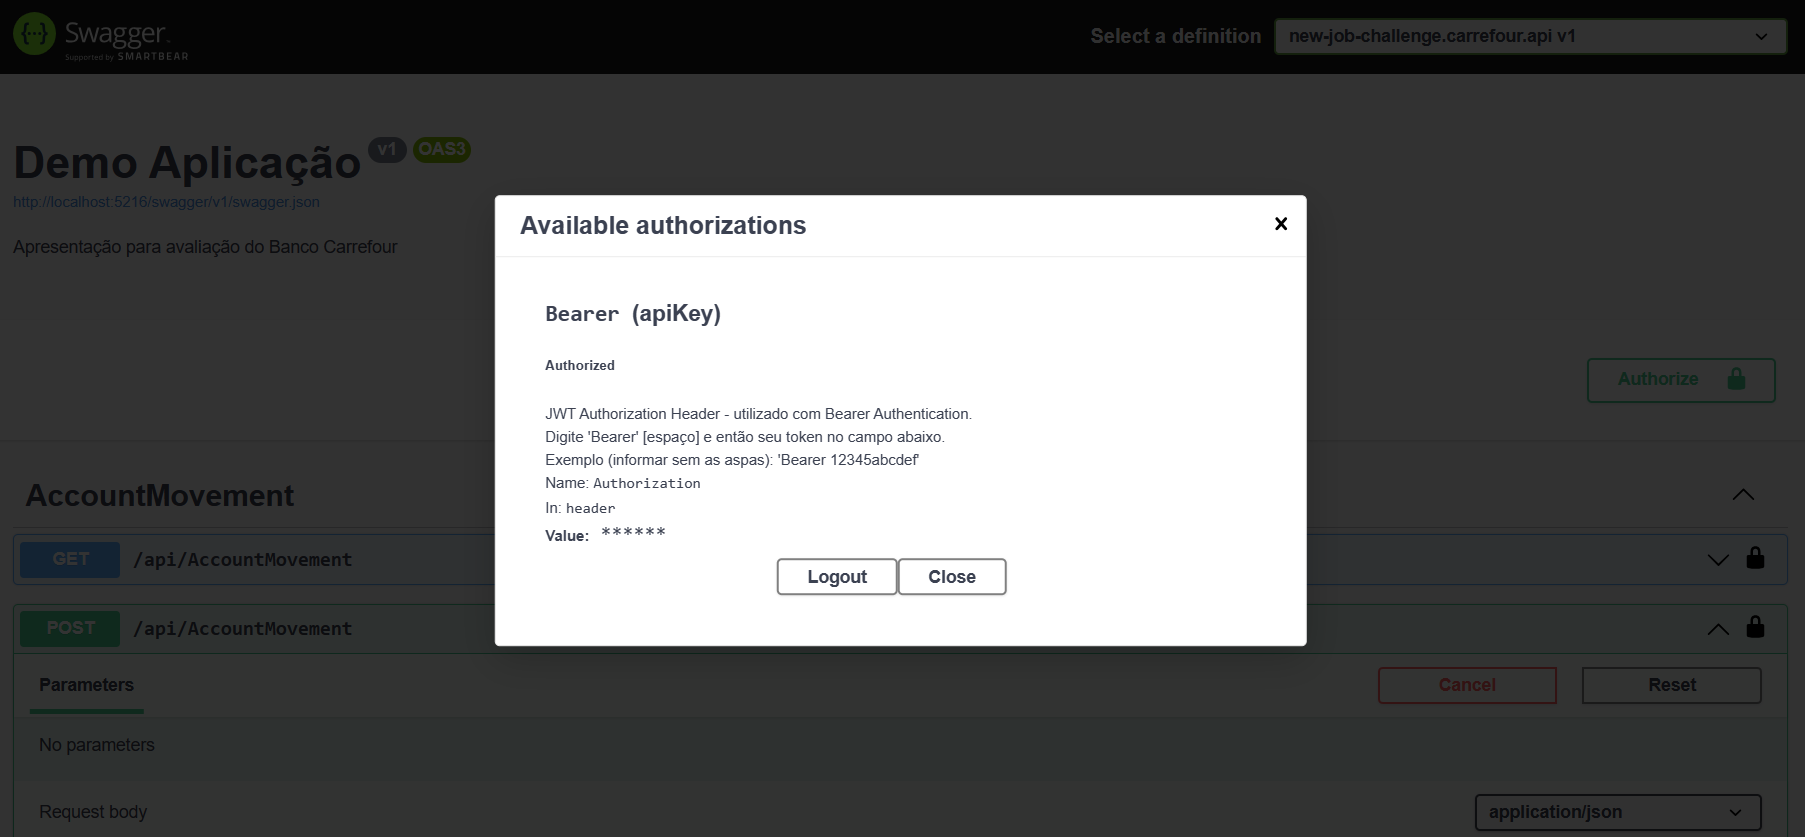 Swagger
Supported by SMARTBEAR
Select a definition
new-job-challenge.carrefour.api v1
Demo Aplicação
v1
OAS3
http://localhost:5216/swagger/v1/swagger.json
Apresentação para avaliação do Banco Carrefour
Available authorizations
Bearer (apiKey)
Authorized
JWT Authorization Header - utilizado com Bearer Authentication.
Digite 'Bearer' [espaço] e então seu token no campo abaixo.
Exemplo (informar sem as aspas): 'Bearer 12345abcdef'
Name: Authorization
In: header
Value: ******
Logout
Close
Authorize
AccountMovement
GET /api/AccountMovement
POST /api/AccountMovement
Parameters
Cancel
Reset
No parameters
Request body
application/json